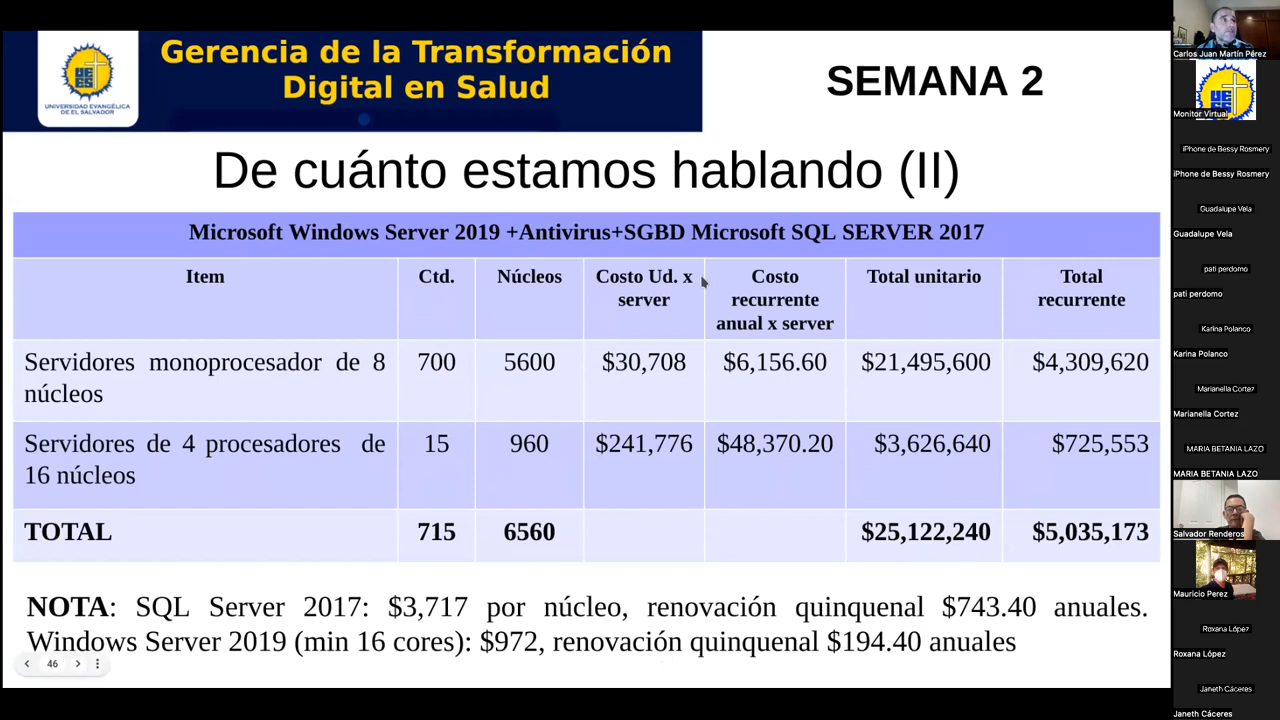 Gerencia de la Transformación
Digital en Salud
UNIVERSIDAD EVANGÉLICA
DE EL SALVADOR
SEMANA 2
De cuánto estamos hablando (II)
Microsoft Windows Server 2019 +Antivirus+SGBD Microsoft SQL SERVER 2017
Item Ctd. Núcleos Costo Ud. x server Costo recurrente anual x server Total unitario Total recurrente
Servidores monoprocesador de 8 núcleos 700 5600 $30,708 $6,156.60 $21,495,600 $4,309,620
Servidores de 4 procesadores de 16 núcleos 15 960 $241,776 $48,370.20 $3,626,640 $725,553
TOTAL 715 6560 $25,122,240 $5,035,173
NOTA: SQL Server 2017: $3,717 por núcleo, renovación quinquenal $743.40 anuales.
Windows Server 2019 (min 16 cores): $972, renovación quinquenal $194.40 anuales
46
Carlos Juan Martín Pérez
Monitor Virtual
iPhone de Bessy Rosmery
iPhone de Bessy Rosmery
Guadalupe Vela
Guadalupe Vela
pati perdomo
pati perdomo
Karina Polanco
Karina Polanco
Marianella Cortez
Marianella Cortez
MARIA BETANIA LAZO
MARIA BETANIA LAZO
Salvador Renderos
Mauricio Perez
Roxana López
Roxana López
Janeth Cáceres
Janeth Cáceres